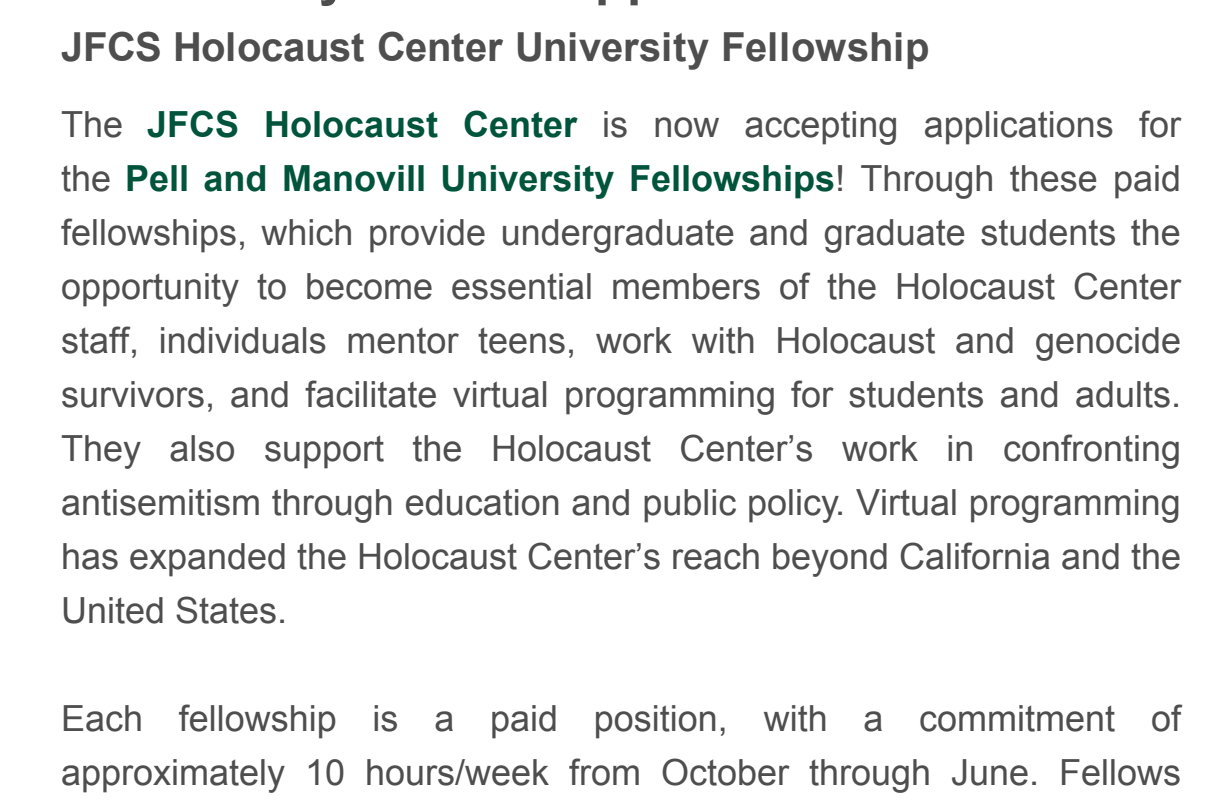 JFCS Holocaust Center University Fellowship
The JFCS Holocaust Center is now accepting applications for
the Pell and Manovill University Fellowships! Through these paid
fellowships, which provide undergraduate and graduate students the
opportunity to become essential members of the Holocaust Center
staff, individuals mentor teens, work with Holocaust and genocide
survivors, and facilitate virtual programming for students and adults.
They also support the Holocaust Center’s work in confronting
antisemitism through education and public policy. Virtual programming
has expanded the Holocaust Center’s reach beyond California and the
United States.
Each fellowship is a paid position, with a commitment of
approximately 10 hours/week from October through June. Fellows